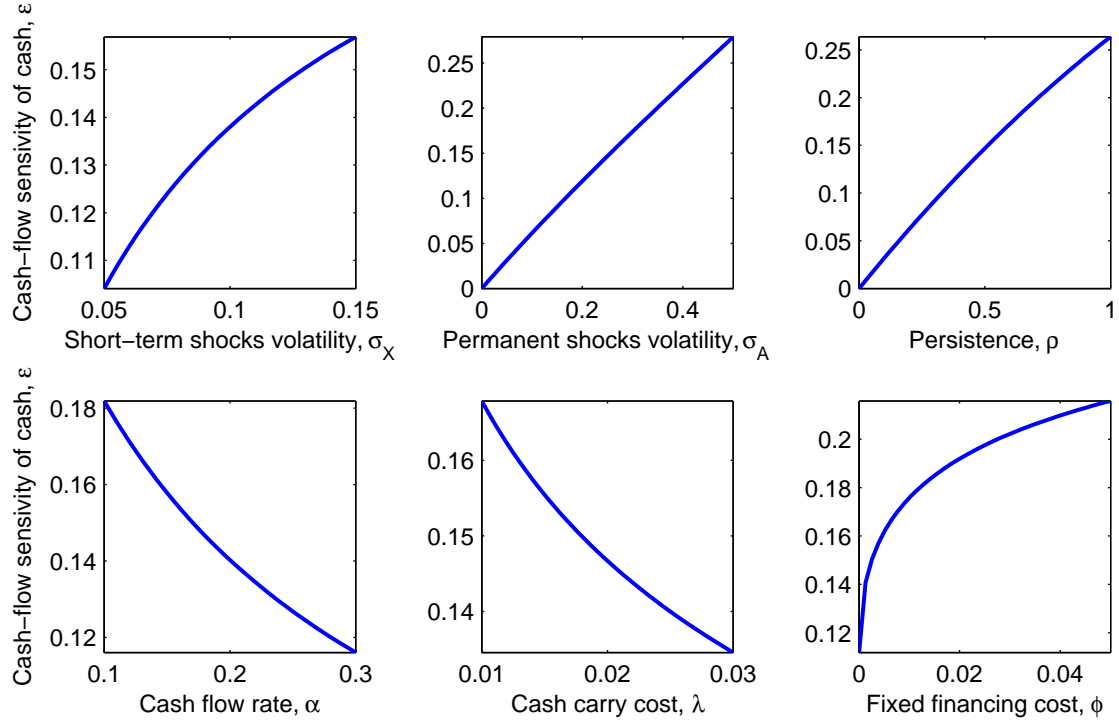 Cash−flow sensivity of cash, ε
0.15
0.14
0.13
0.12
0.11
0.05 0.1 0.15
Short−term shocks volatility, σ_X
0.25
0.2
0.15
0.1
0.05
0
0 0.2 0.4
Permanent shocks volatility, σ_A
0.25
0.2
0.15
0.1
0.05
0
0 0.5 1
Persistence, ρ
Cash−flow sensivity of cash, ε
0.18
0.16
0.14
0.12
0.1 0.2 0.3
Cash flow rate, α
0.16
0.15
0.14
0.01 0.02 0.03
Cash carry cost, λ
0.2
0.18
0.16
0.14
0.12
0 0.02 0.04
Fixed financing cost, ϕ